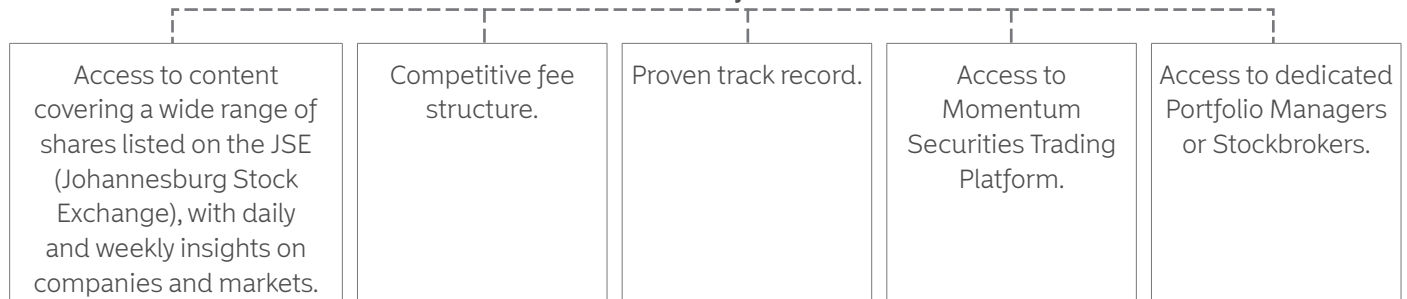 Access to content
covering a wide range of
shares listed on the JSE
(Johannesburg Stock
Exchange), with daily
and weekly insights on
companies and markets.
Competitive fee
structure.
Proven track record.
Access to
Momentum
Securities Trading
Platform.
Access to dedicated
Portfolio Managers
or Stockbrokers.